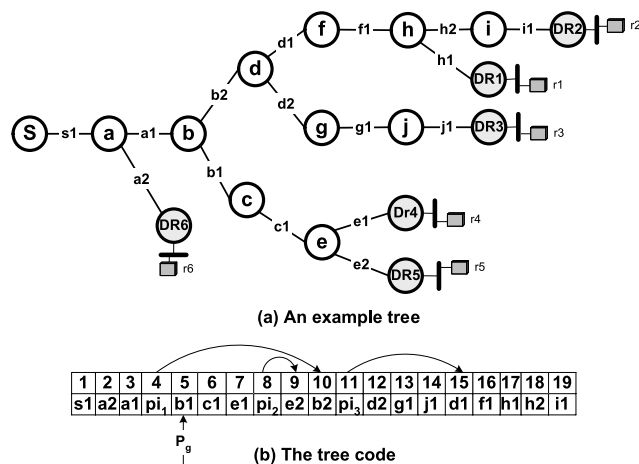 f1 h h2 i i1 DR2 r2
f
d1
h1
d
DR1 r1
b2
d2
S s1 a a1 b
g g1 j j1 DR3 r3
a2
b1
c
c1
e1 Dr4 r4
DR6
e
e2 DR5 r5
r6
(a) An example tree
1 2 3 4 5 6 7 8 9 10 11 12 13 14 15 16 17 18 19
s1 a2 a1 pi1 b1 c1 e1 pi2 e2 b2 pi3 d2 g1 j1 d1 f1 h1 h2 i1
Pg
(b) The tree code